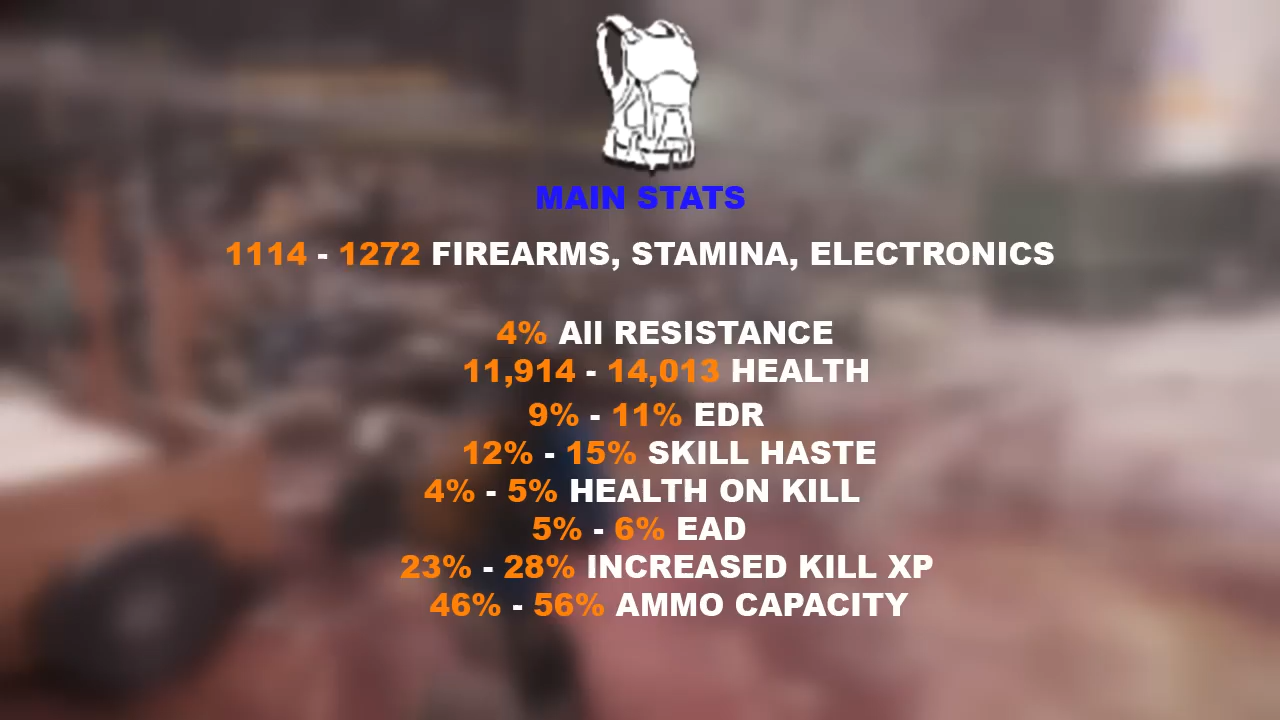 MAIN STATS
1114 - 1272 FIREARMS, STAMINA, ELECTRONICS
4% All RESISTANCE
11,914 - 14,013 HEALTH
9% - 11% EDR
12% - 15% SKILL HASTE
4% - 5% HEALTH ON KILL
5% - 6% EAD
23% - 28% INCREASED KILL XP
46% - 56% AMMO CAPACITY